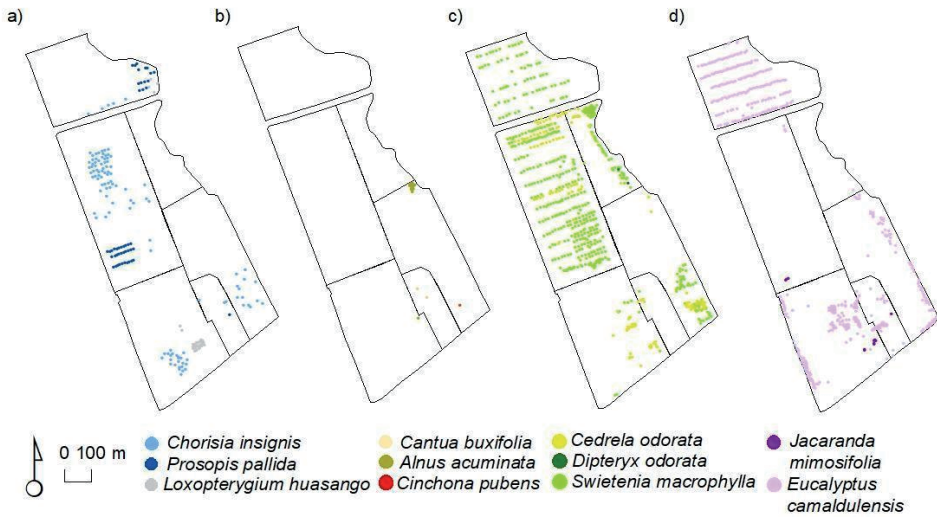 a)
b)
c)
d)
0 100 m
Chorisia insignis
Prosopis pallida
Loxopterygium huasango
Cantua buxifolia
Alnus acuminata
Cinchona pubens
Cedrela odorata
Dipteryx odorata
Swietenia macrophylla
Jacaranda
mimosifolia
Eucalyptus
camaldulensis